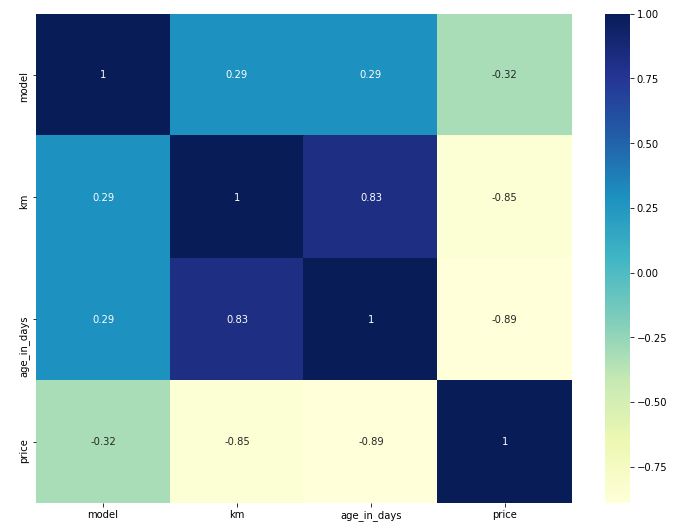 model 1 0.29 0.29 -0.32
km 0.29 1 0.83 -0.85
age_in_days 0.29 0.83 1 -0.89
price -0.32 -0.85 -0.89 1
model km age_in_days price
1.00
0.75
0.50
0.25
0.00
−0.25
−0.50
−0.75